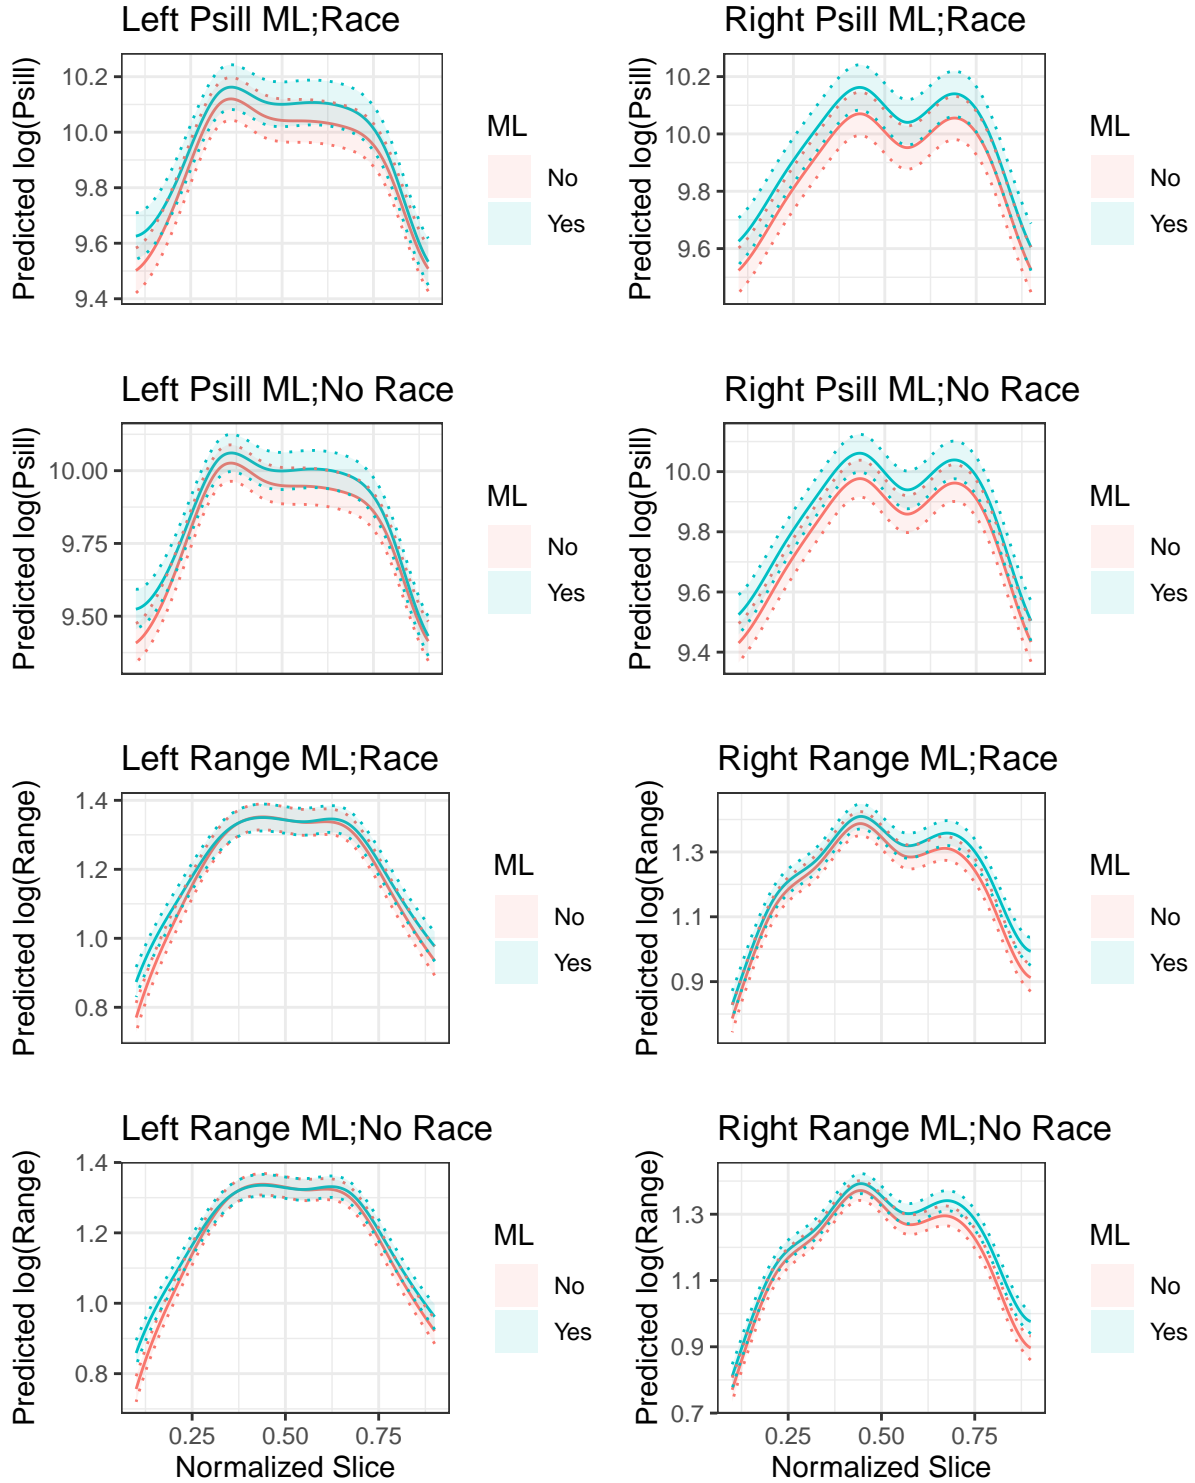 Left Psill ML;Race
Predicted log(Psill)
10.2
10.0
9.8
9.6
9.4
ML
No
Yes
Right Psill ML;Race
Predicted log(Psill)
10.2
10.0
9.8
9.6
ML
No
Yes
Left Psill ML;No Race
Predicted log(Psill)
10.00
9.75
9.50
ML
No
Yes
Right Psill ML;No Race
Predicted log(Psill)
10.0
9.8
9.6
9.4
ML
No
Yes
Left Range ML;Race
Predicted log(Range)
1.4
1.2
1.0
0.8
ML
No
Yes
Right Range ML;Race
Predicted log(Range)
1.3
1.1
0.9
ML
No
Yes
Left Range ML;No Race
Predicted log(Range)
1.4
1.2
1.0
0.8
0.25 0.50 0.75
Normalized Slice
ML
No
Yes
Right Range ML;No Race
Predicted log(Range)
1.3
1.1
0.9
0.7
0.25 0.50 0.75
Normalized Slice
ML
No
Yes